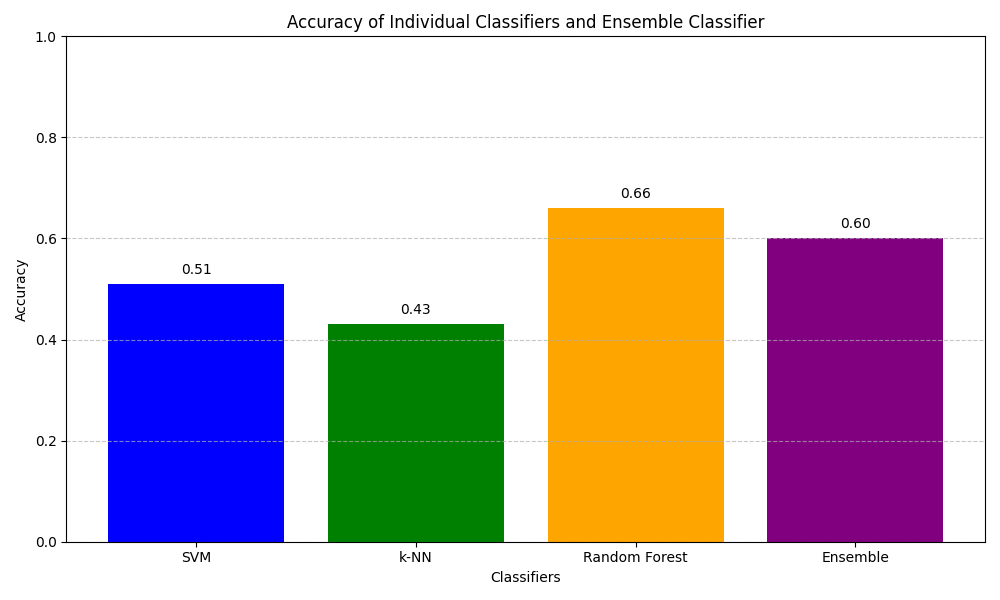 Accuracy of Individual Classifiers and Ensemble Classifier
1.0
0.8
0.6
0.4
0.2
0.0
Accuracy
0.51
0.43
0.66
0.60
SVM
k-NN
Random Forest
Ensemble
Classifiers